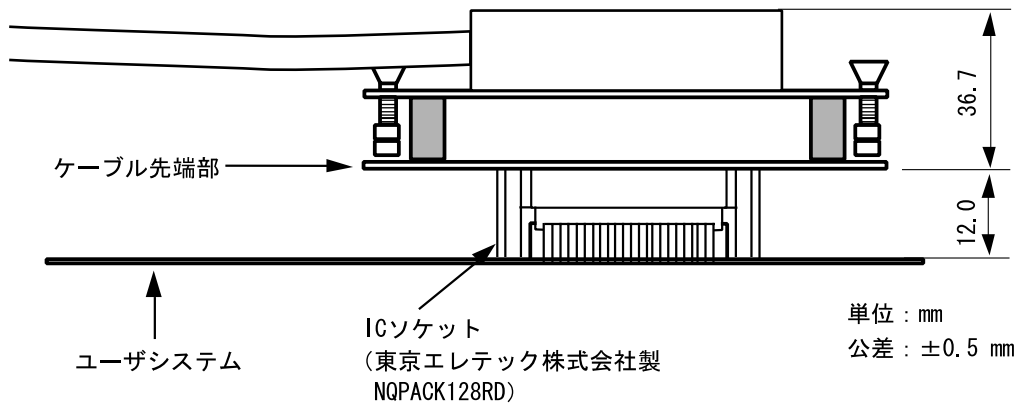 36.7
ケーブル先端部
12.0
ICソケット
(東京エレテック株式会社製
NQPACK128RD)
ユーザシステム
単位：mm
公差：±0.5 mm